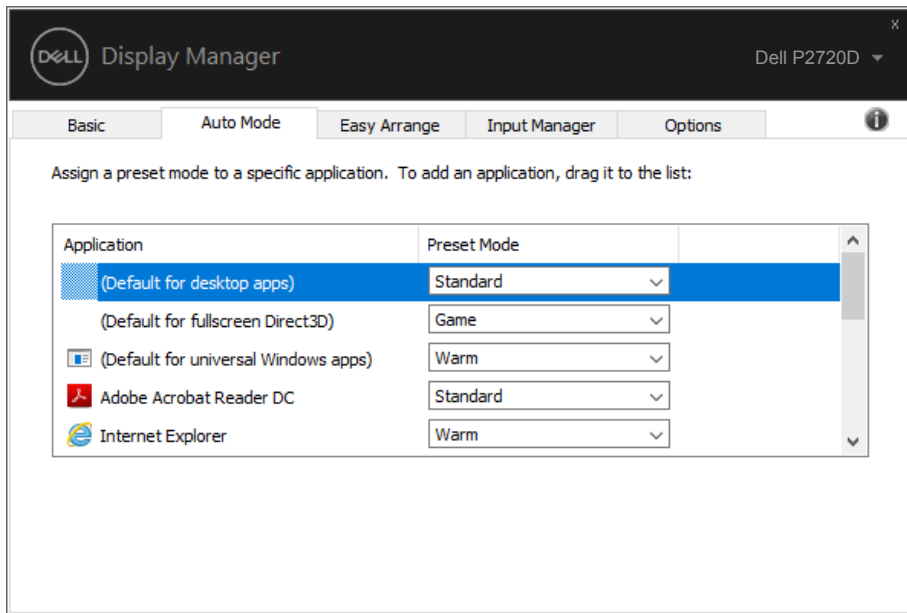 x
DELL Display Manager
Dell P2720D
Basic Auto Mode Easy Arrange Input Manager Options
Assign a preset mode to a specific application. To add an application, drag it to the list:
Application Preset Mode
(Default for desktop apps) Standard
(Default for fullscreen Direct3D) Game
(Default for universal Windows apps) Warm
Adobe Acrobat Reader DC Standard
Internet Explorer Warm